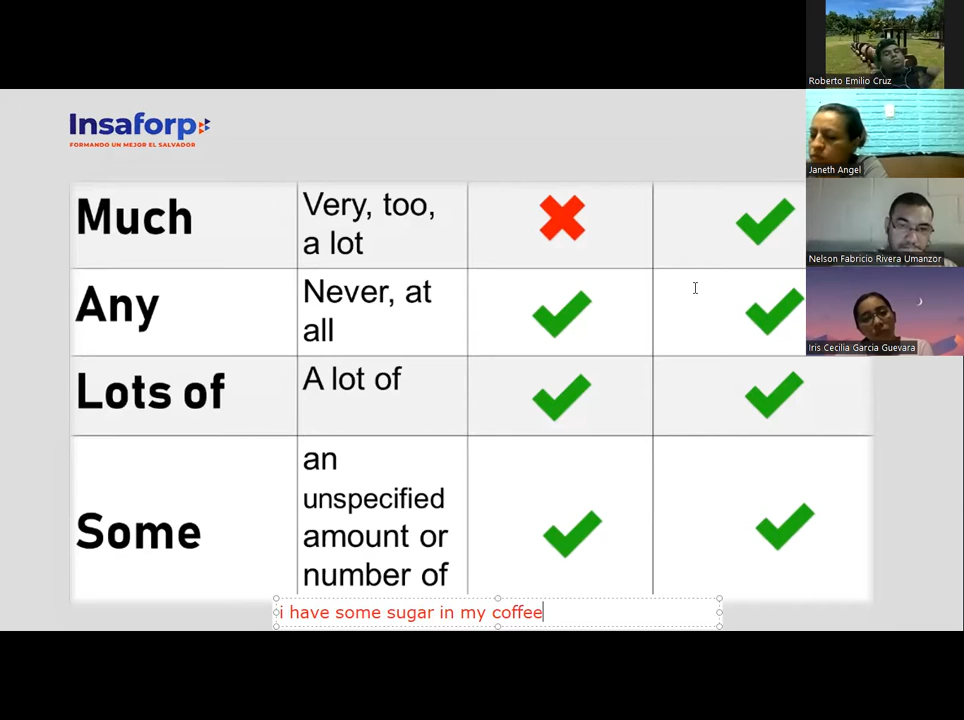 Roberto Emilio Cruz
Insaforp
FORMANDO UN MEJOR EL SALVADOR
Janeth Angel
Much
Very, too,
a lot
Nelson Fabricio Rivera Umanzor
Any
Never, at
all
Iris Cecilia Garcia Guevara
Lots of
A lot of
Some
an
unspecified
amount or
number of
i have some sugar in my coffee